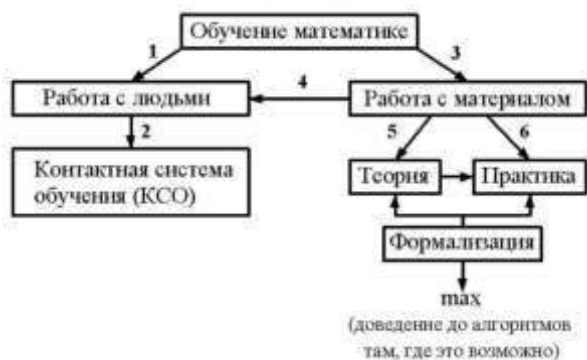 Обучение математике
1
3
Работа с людьми
4
Работа с материалом
2
5
6
Контактная система
обучения (КСО)
Теория
Практика
Формализация
max
(доведение до алгоритмов
там, где это возможно)